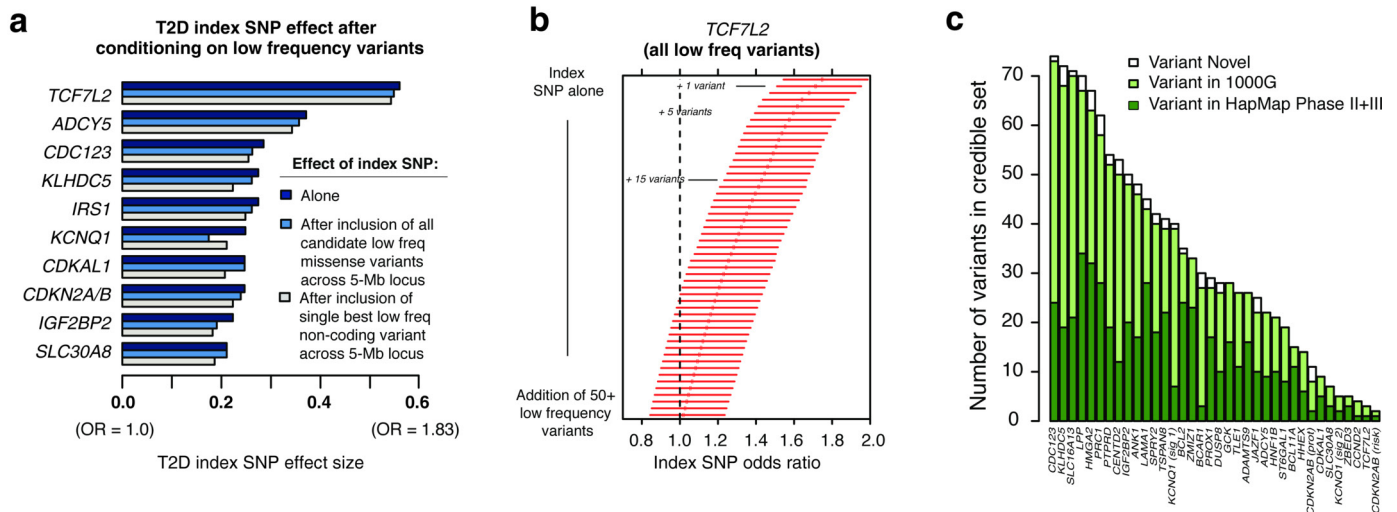 a
T2D index SNP effect after
conditioning on low frequency variants
TCF7L2
ADCY5
CDC123
KLHDC5
IRS1
KCNQ1
CDKAL1
CDKN2A/B
IGF2BP2
SLC30A8
Effect of index SNP:
Alone
After inclusion of all
candidate low freq
missense variants
across 5-Mb locus
After inclusion of
single best low freq
non-coding variant
across 5-Mb locus
0.0 0.2 0.4 0.6
(OR = 1.0) (OR = 1.83)
T2D index SNP effect size
b
TCF7L2
(all low freq variants)
Index
SNP alone
+ 1 variant
+ 5 variants
+ 15 variants
Addition of 50+
low frequency
variants
0.8 1.0 1.2 1.4 1.6 1.8 2.0
Index SNP odds ratio
c
Variant Novel
Variant in 1000G
Variant in HapMap Phase II+III
Number of variants in credible set
70
60
50
40
30
20
10
0
CDC123
KLHDC5
SLC16A13
LPP
HMGA2
PRC1
PTPRD
CENTD2
IGF2BP2
ANK1
LAMA1
SPRY2
TSPAN8
KCNQ1 (sig 1)
BCL2
ZMIZ1
BCAR1
PROX1
DUSP8
GCK
TLE1
ADAMTS9
JAZF1
ADCY5
HNF1B
ST6GAL1
BCL11A
HHEX
CDKN2AB (prot)
CDKAL1
SLC30A8
KCNQ1 (sig 2)
ZBED3
CCND2
TCF7L2
CDKN2AB (risk)